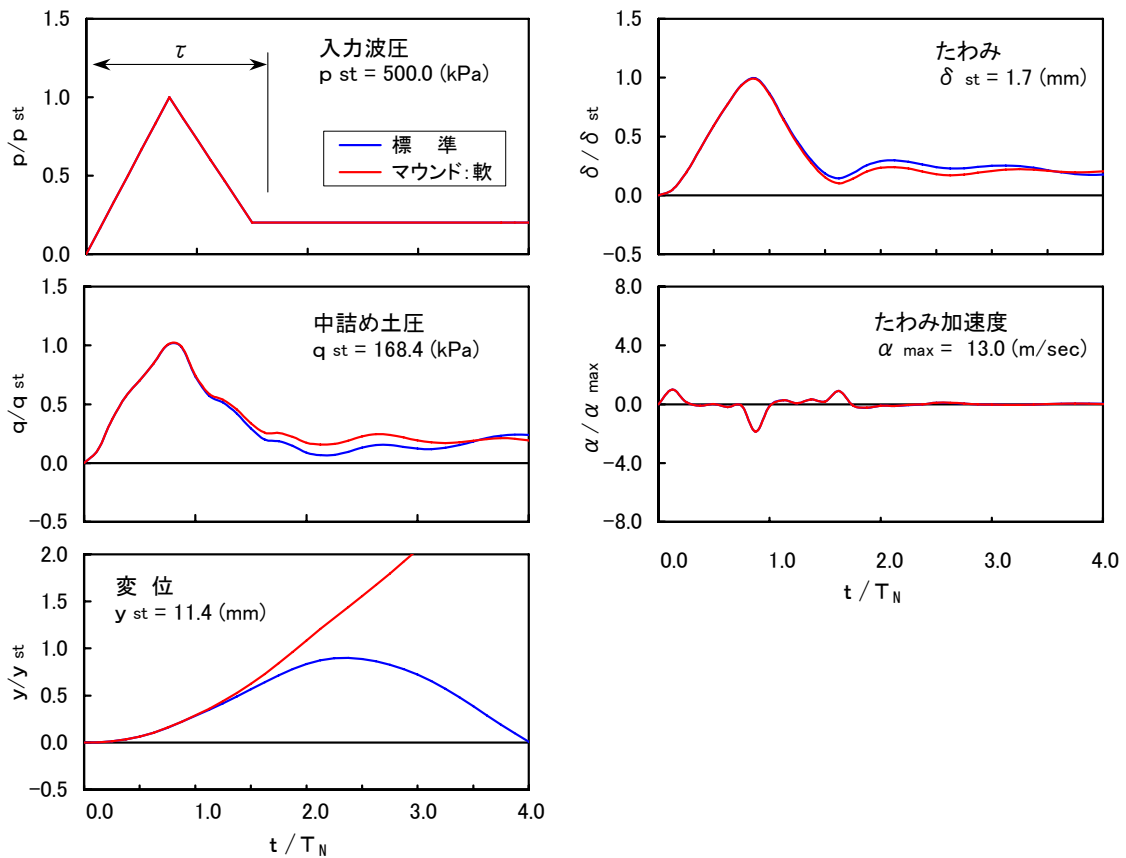 1.5
1.0
0.5
0.0
p/p st
τ
入力波圧
p st = 500.0 (kPa)
標 準
マウンド：軟
1.5
1.0
0.5
0.0
−0.5
δ/δ st
たわみ
δ st = 1.7 (mm)
1.5
1.0
0.5
0.0
−0.5
q/q st
中詰め土圧
q st = 168.4 (kPa)
8.0
4.0
0.0
−4.0
−8.0
α/α max
たわみ加速度
α max = 13.0 (m/sec)
0.0 1.0 2.0 3.0 4.0
t/TN
2.0
1.5
1.0
0.5
0.0
−0.5
y/y st
変 位
y st = 11.4 (mm)
0.0 1.0 2.0 3.0 4.0
t/TN